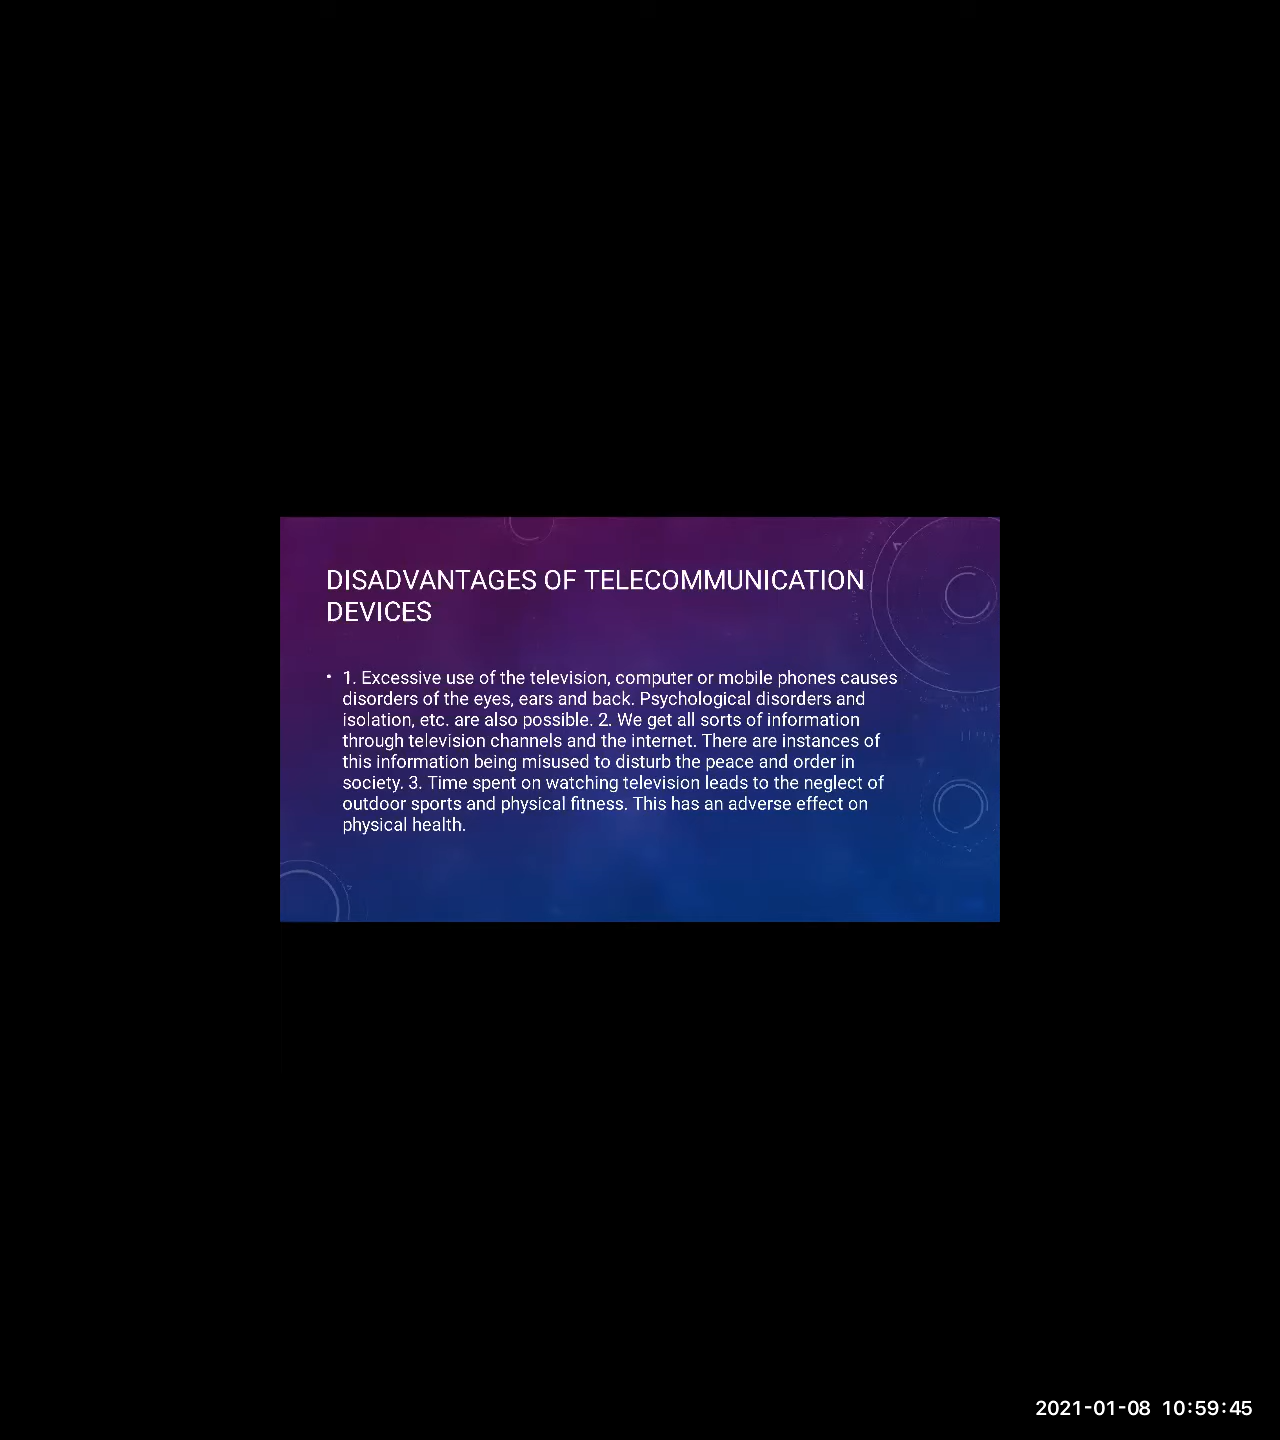 DISADVANTAGES OF TELECOMMUNICATION
DEVICES
• 1. Excessive use of the television, computer or mobile phones causes
disorders of the eyes, ears and back. Psychological disorders and
isolation, etc. are also possible. 2. We get all sorts of information
through television channels and the internet. There are instances of
this information being misused to disturb the peace and order in
society. 3. Time spent on watching television leads to the neglect of
outdoor sports and physical fitness. This has an adverse effect on
physical health.
2021-01-08 10:59:45